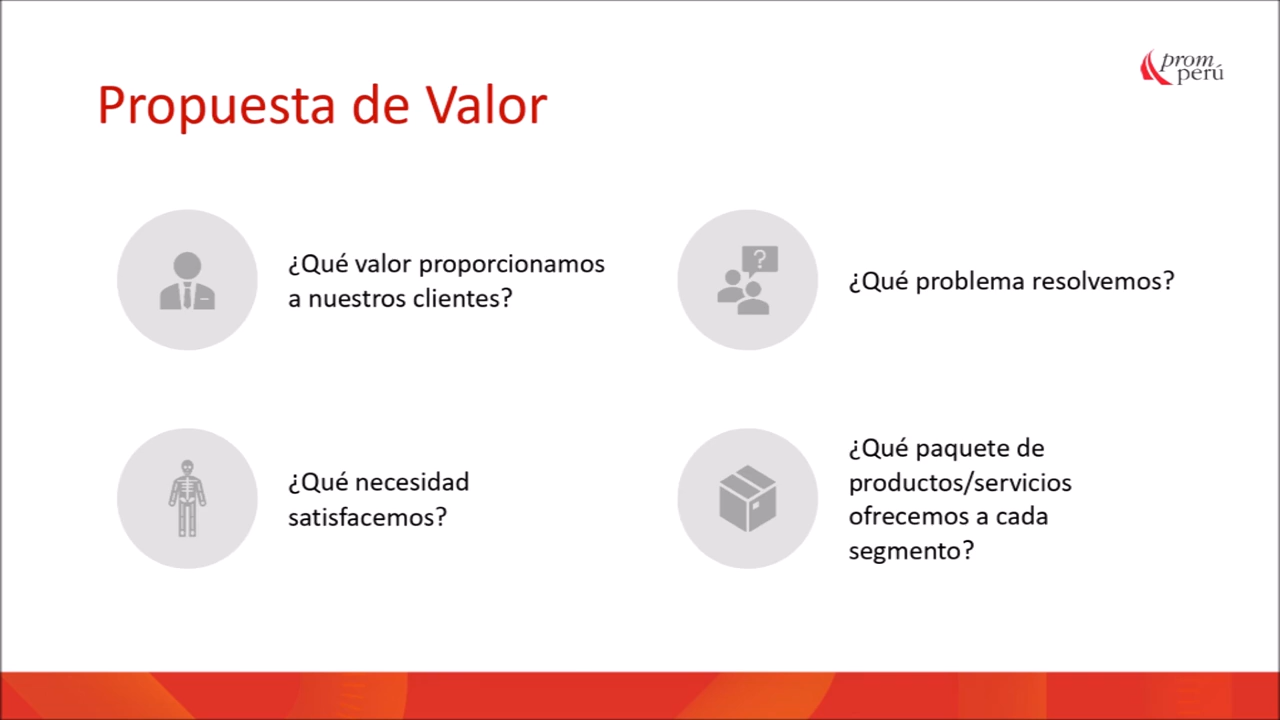 prom
perú
Propuesta de Valor
¿Qué valor proporcionamos
a nuestros clientes?
?
¿Qué problema resolvemos?
¿Qué necesidad
satisfacemos?
¿Qué paquete de
productos/servicios
ofrecemos a cada
segmento?